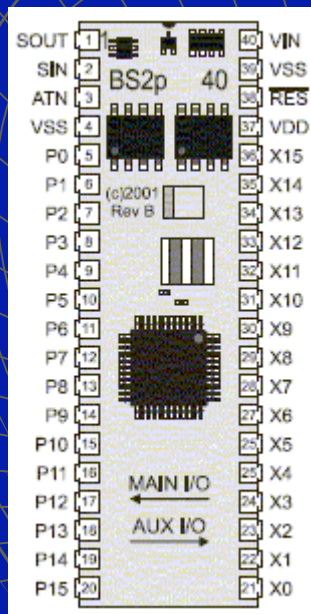 SOUT 1 1 40 VIN
SIN 2 BS2p 40 39 VSS
ATN 3 38 RES
VSS 4 37 VDD
P0 5 36 X15
P1 6 35 X14
(c)2001
P2 7 Rev B 34 X13
P3 8 33 X12
P4 9 32 X11
P5 10 31 X10
P6 11 30 X9
P7 12 29 X8
P8 13 28 X7
P9 14 27 X6
P10 15 26 X5
P11 16 25 X4
MAIN I/O
P12 17 24 X3
P13 18 AUX I/O 23 X2
P14 19 22 X1
P15 20 21 X0